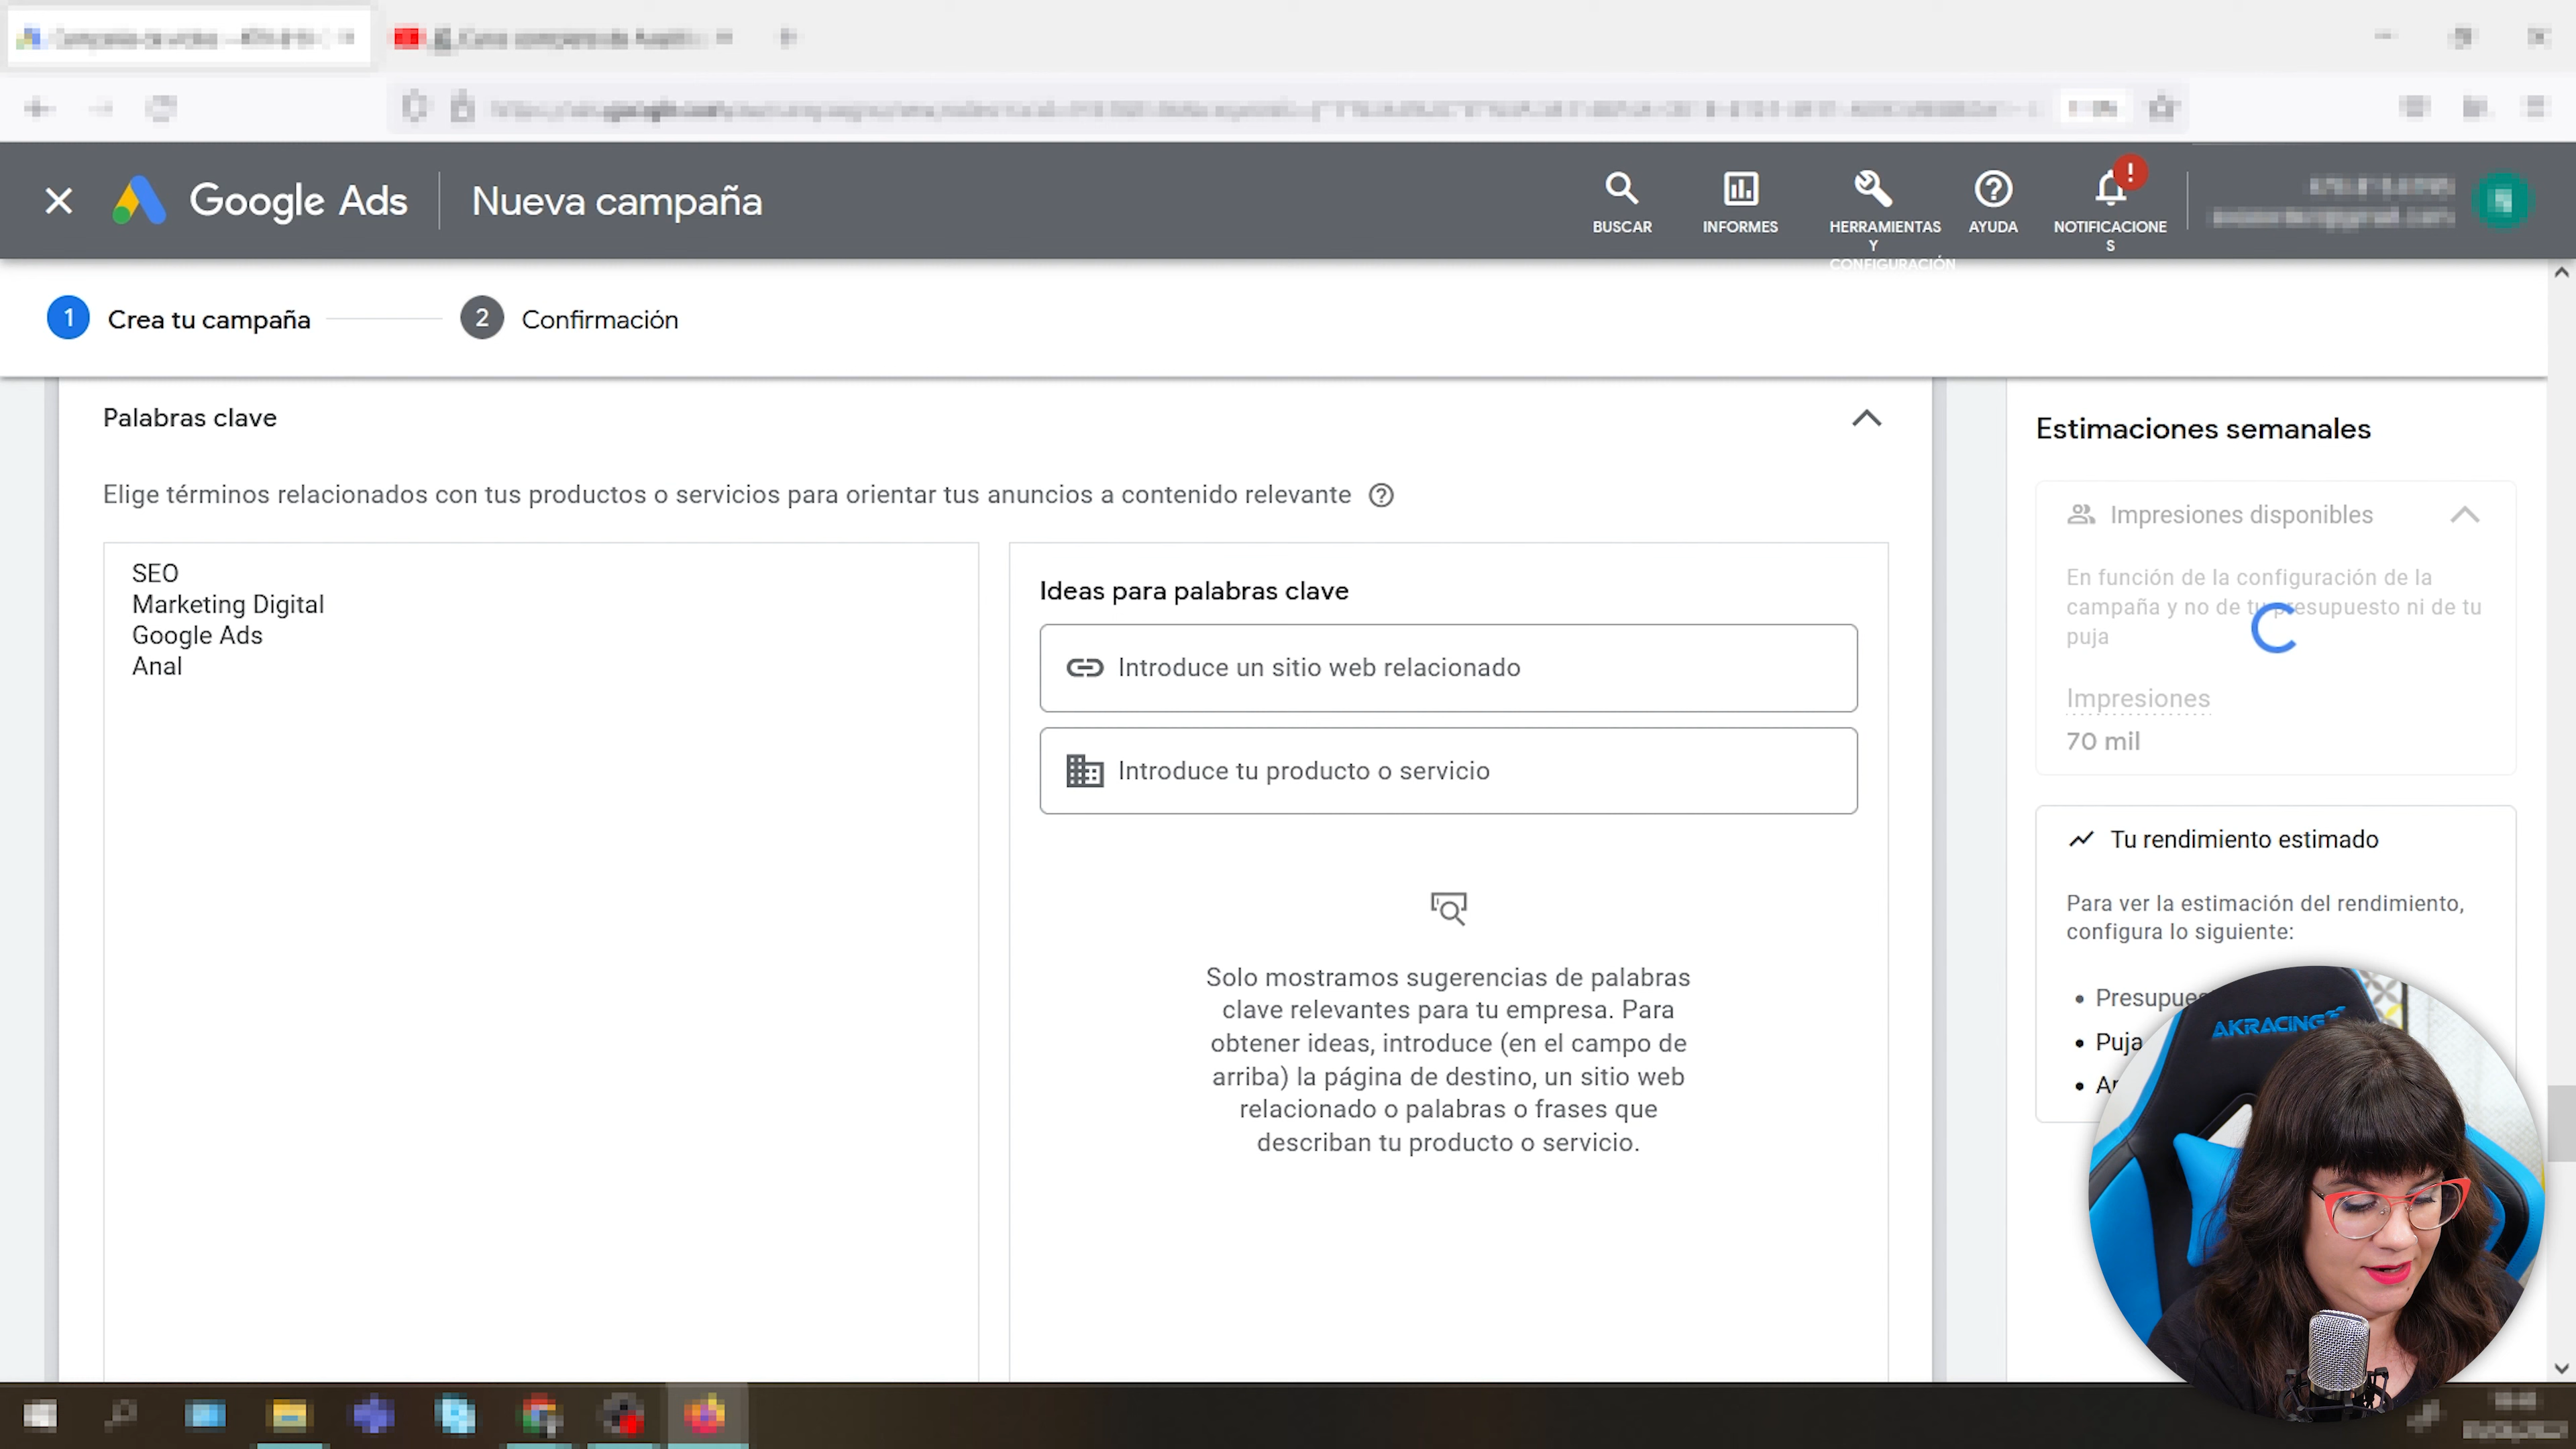 Google Ads
Nueva campaña
BUSCAR
INFORMES
HERRAMIENTAS
Y
CONFIGURACIÓN
AYUDA
!
NOTIFICACIONE
S
1
Crea tu campaña
2
Confirmación
Palabras clave
Elige términos relacionados con tus productos o servicios para orientar tus anuncios a contenido relevante
SEO
Marketing Digital
Google Ads
Anal
Ideas para palabras clave
Introduce un sitio web relacionado
Introduce tu producto o servicio
Solo mostramos sugerencias de palabras
clave relevantes para tu empresa. Para
obtener ideas, introduce (en el campo de
arriba) la página de destino, un sitio web
relacionado o palabras o frases que
describan tu producto o servicio.
Estimaciones semanales
Impresiones disponibles
En función de la configuración de la
campaña y no de tu presupuesto ni de tu
puja
Impresiones
70 mil
Tu rendimiento estimado
Para ver la estimación del rendimiento,
configura lo siguiente:
Puja
AKRACING